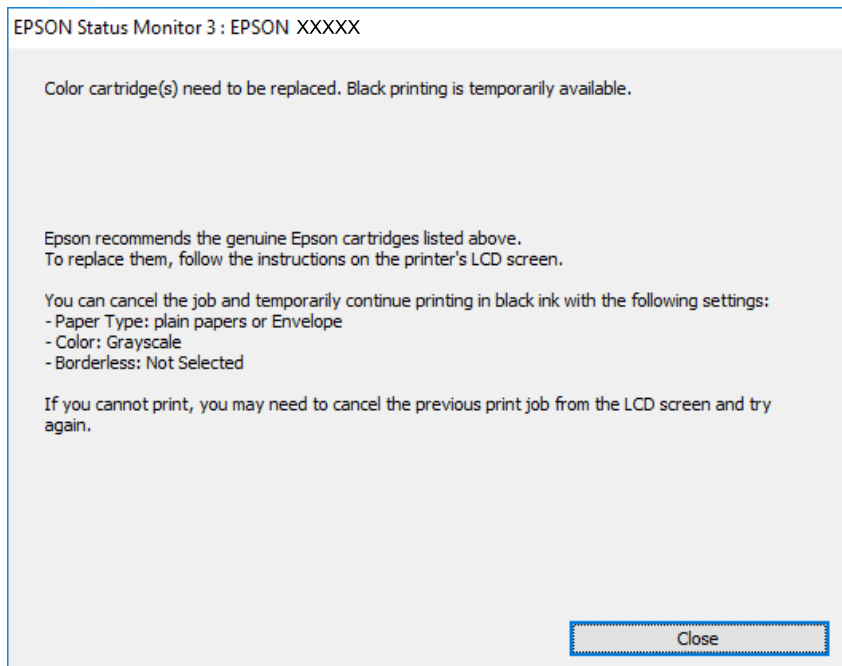 EPSON Status Monitor 3 : EPSON XXXXX
Color cartridge(s) need to be replaced. Black printing is temporarily available.
Epson recommends the genuine Epson cartridges listed above.
To replace them, follow the instructions on the printer's LCD screen.
You can cancel the job and temporarily continue printing in black ink with the following settings:
- Paper Type: plain papers or Envelope
- Color: Grayscale
- Borderless: Not Selected
If you cannot print, you may need to cancel the previous print job from the LCD screen and try
again.
Close